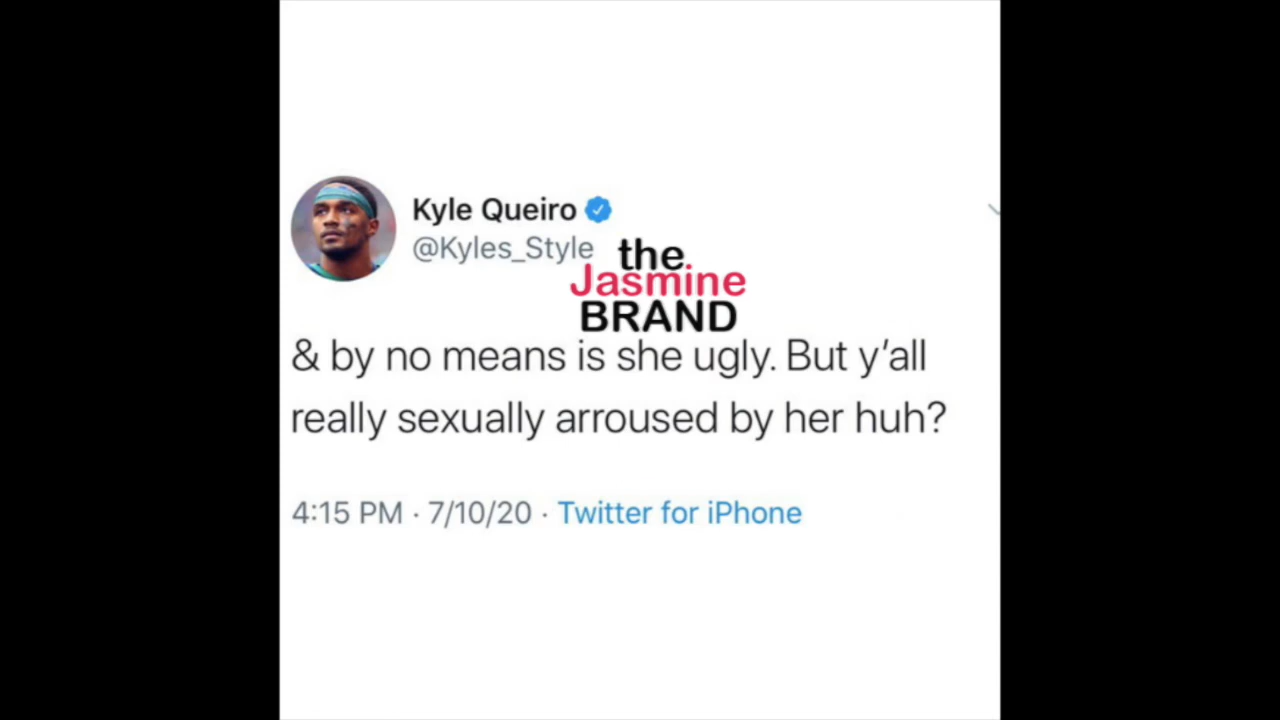 Kyle Queiro
@Kyles_Style
the
Jasmine
BRAND
& by no means is she ugly. But y'all
really sexually arroused by her huh?
4:15 PM · 7/10/20 · Twitter for iPhone